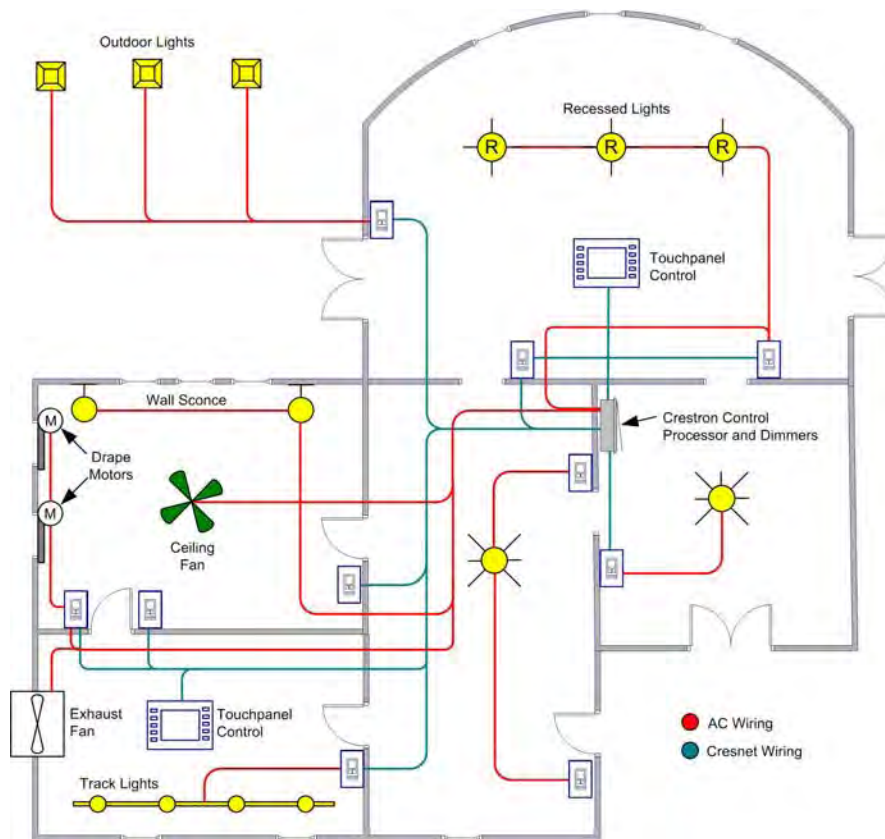 Outdoor Lights
Recessed Lights
R
R
R
Touchpanel
Control
Wall Sconce
M
Drape
Motors
M
Crestron Control
Processor and Dimmers
Ceiling
Fan
Exhaust
Fan
Touchpanel
Control
AC Wiring
Cresnet Wiring
Track Lights